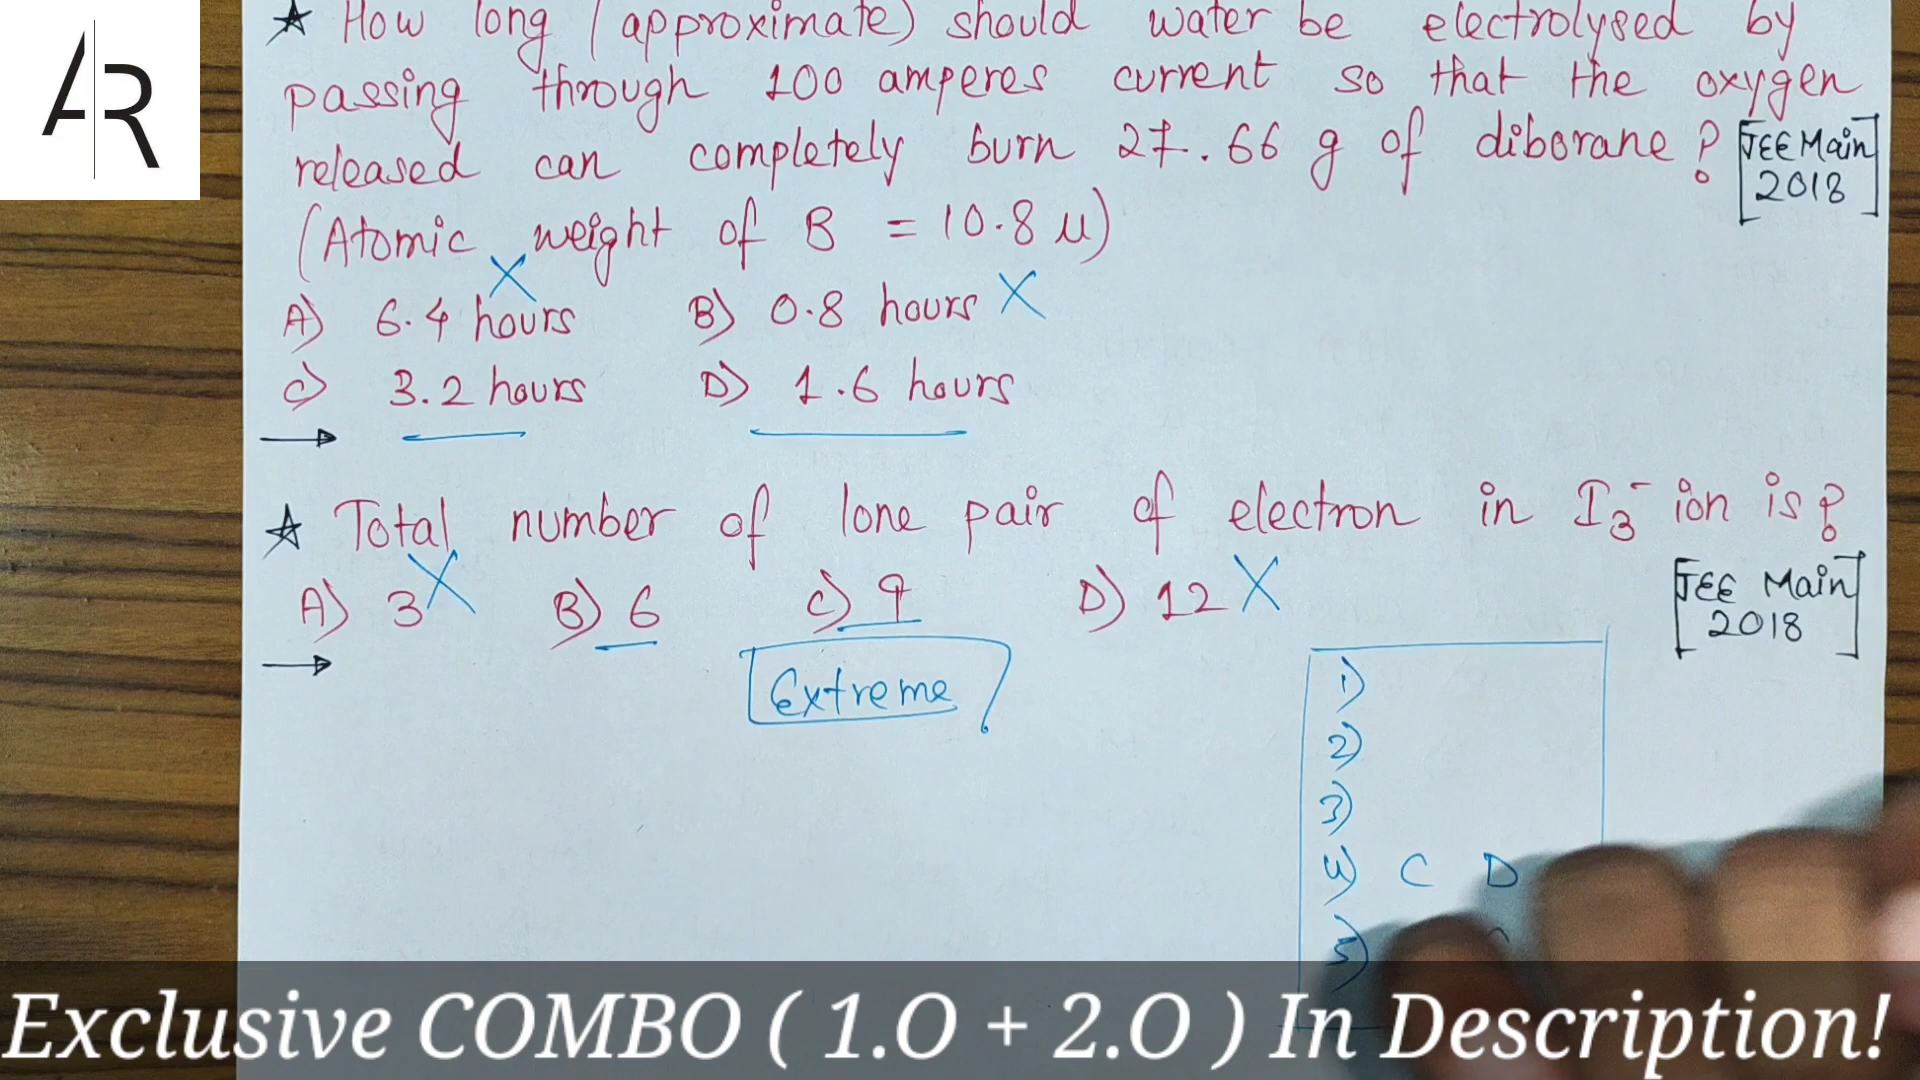 AR
★ How long (approximate) should water be electrolysed by
passing through 100 amperes current so that the oxygen
released can completely burn 27.66 g of diborane?
[JEE Main
2018]
(Atomic weight of B = 10.8 u)
A) 6.4 hours X B) 0.8 hours X
C) 3.2 hours D) 1.6 hours
→
★ Total number of lone pair of electron in I3⁻ ion is?
A) 3 X B) 6 C) 9 D) 12 X
[JEE Main
2018]
→
Extreme
1)
2)
3)
4) C D
5)
Exclusive COMBO ( 1.O + 2.O ) In Description!